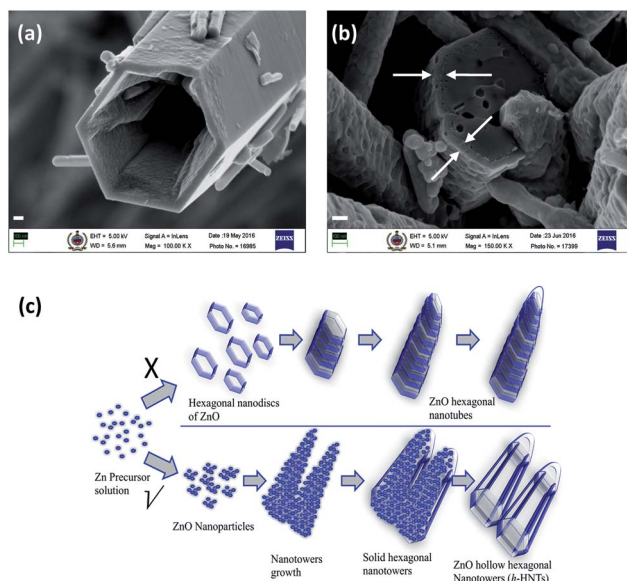 (a)
EHT = 5.00 kV
Signal A = InLens
Date :19 May 2016
WD = 5.6 mm
Mag = 100.00 K X
Photo No. = 16985
ZEISS
(b)
EHT = 5.00 kV
Signal A = InLens
Date :23 Jun 2016
WD = 5.1 mm
Mag = 150.00 K X
Photo No. = 17399
ZEISS
(c)
X
Hexagonal nanodiscs
of ZnO
ZnO hexagonal
nanotubes
Zn Precursor
solution
√
ZnO Nanoparticles
Nanotowers
growth
Solid hexagonal
nanotowers
ZnO hollow hexagonal
Nanotowers (h-HNTs)